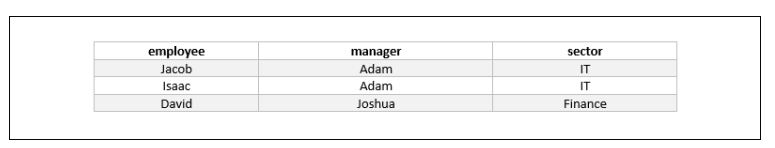 employee manager sector
Jacob Adam IT
Isaac Adam IT
David Joshua Finance